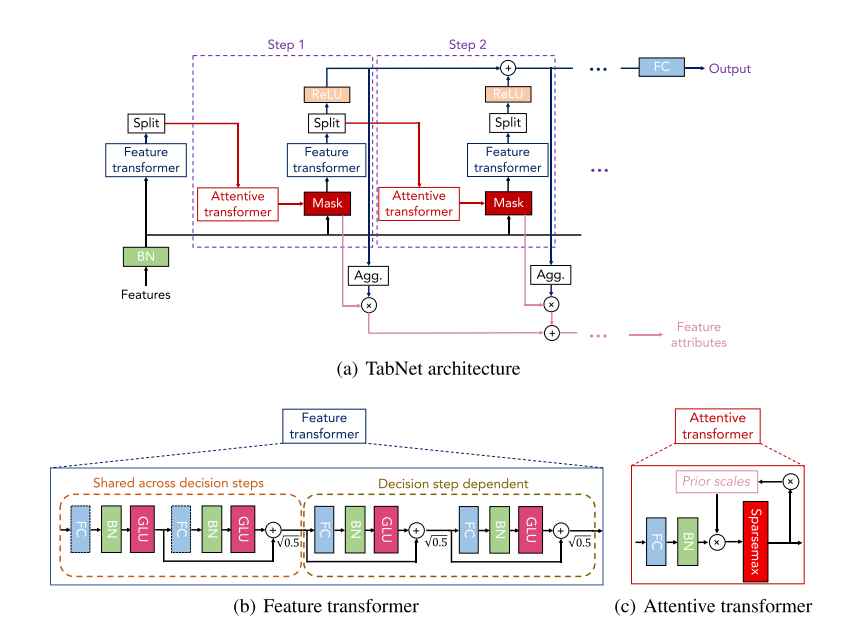 Step 1
Step 2
+
...
FC
Output
ReLU
ReLU
Split
Split
Split
Feature
transformer
Feature
transformer
Feature
transformer
...
Attentive
transformer
Mask
Attentive
transformer
Mask
BN
Features
Agg.
Agg.
×
×
+
...
Feature
attributes
(a) TabNet architecture
Feature
transformer
Attentive
transformer
Shared across decision steps
Decision step dependent
FC
BN
GLU
FC
BN
GLU
+
√0.5
FC
BN
GLU
+
√0.5
FC
BN
GLU
+
√0.5
Prior scales
×
FC
BN
×
Sparsemax
(b) Feature transformer
(c) Attentive transformer